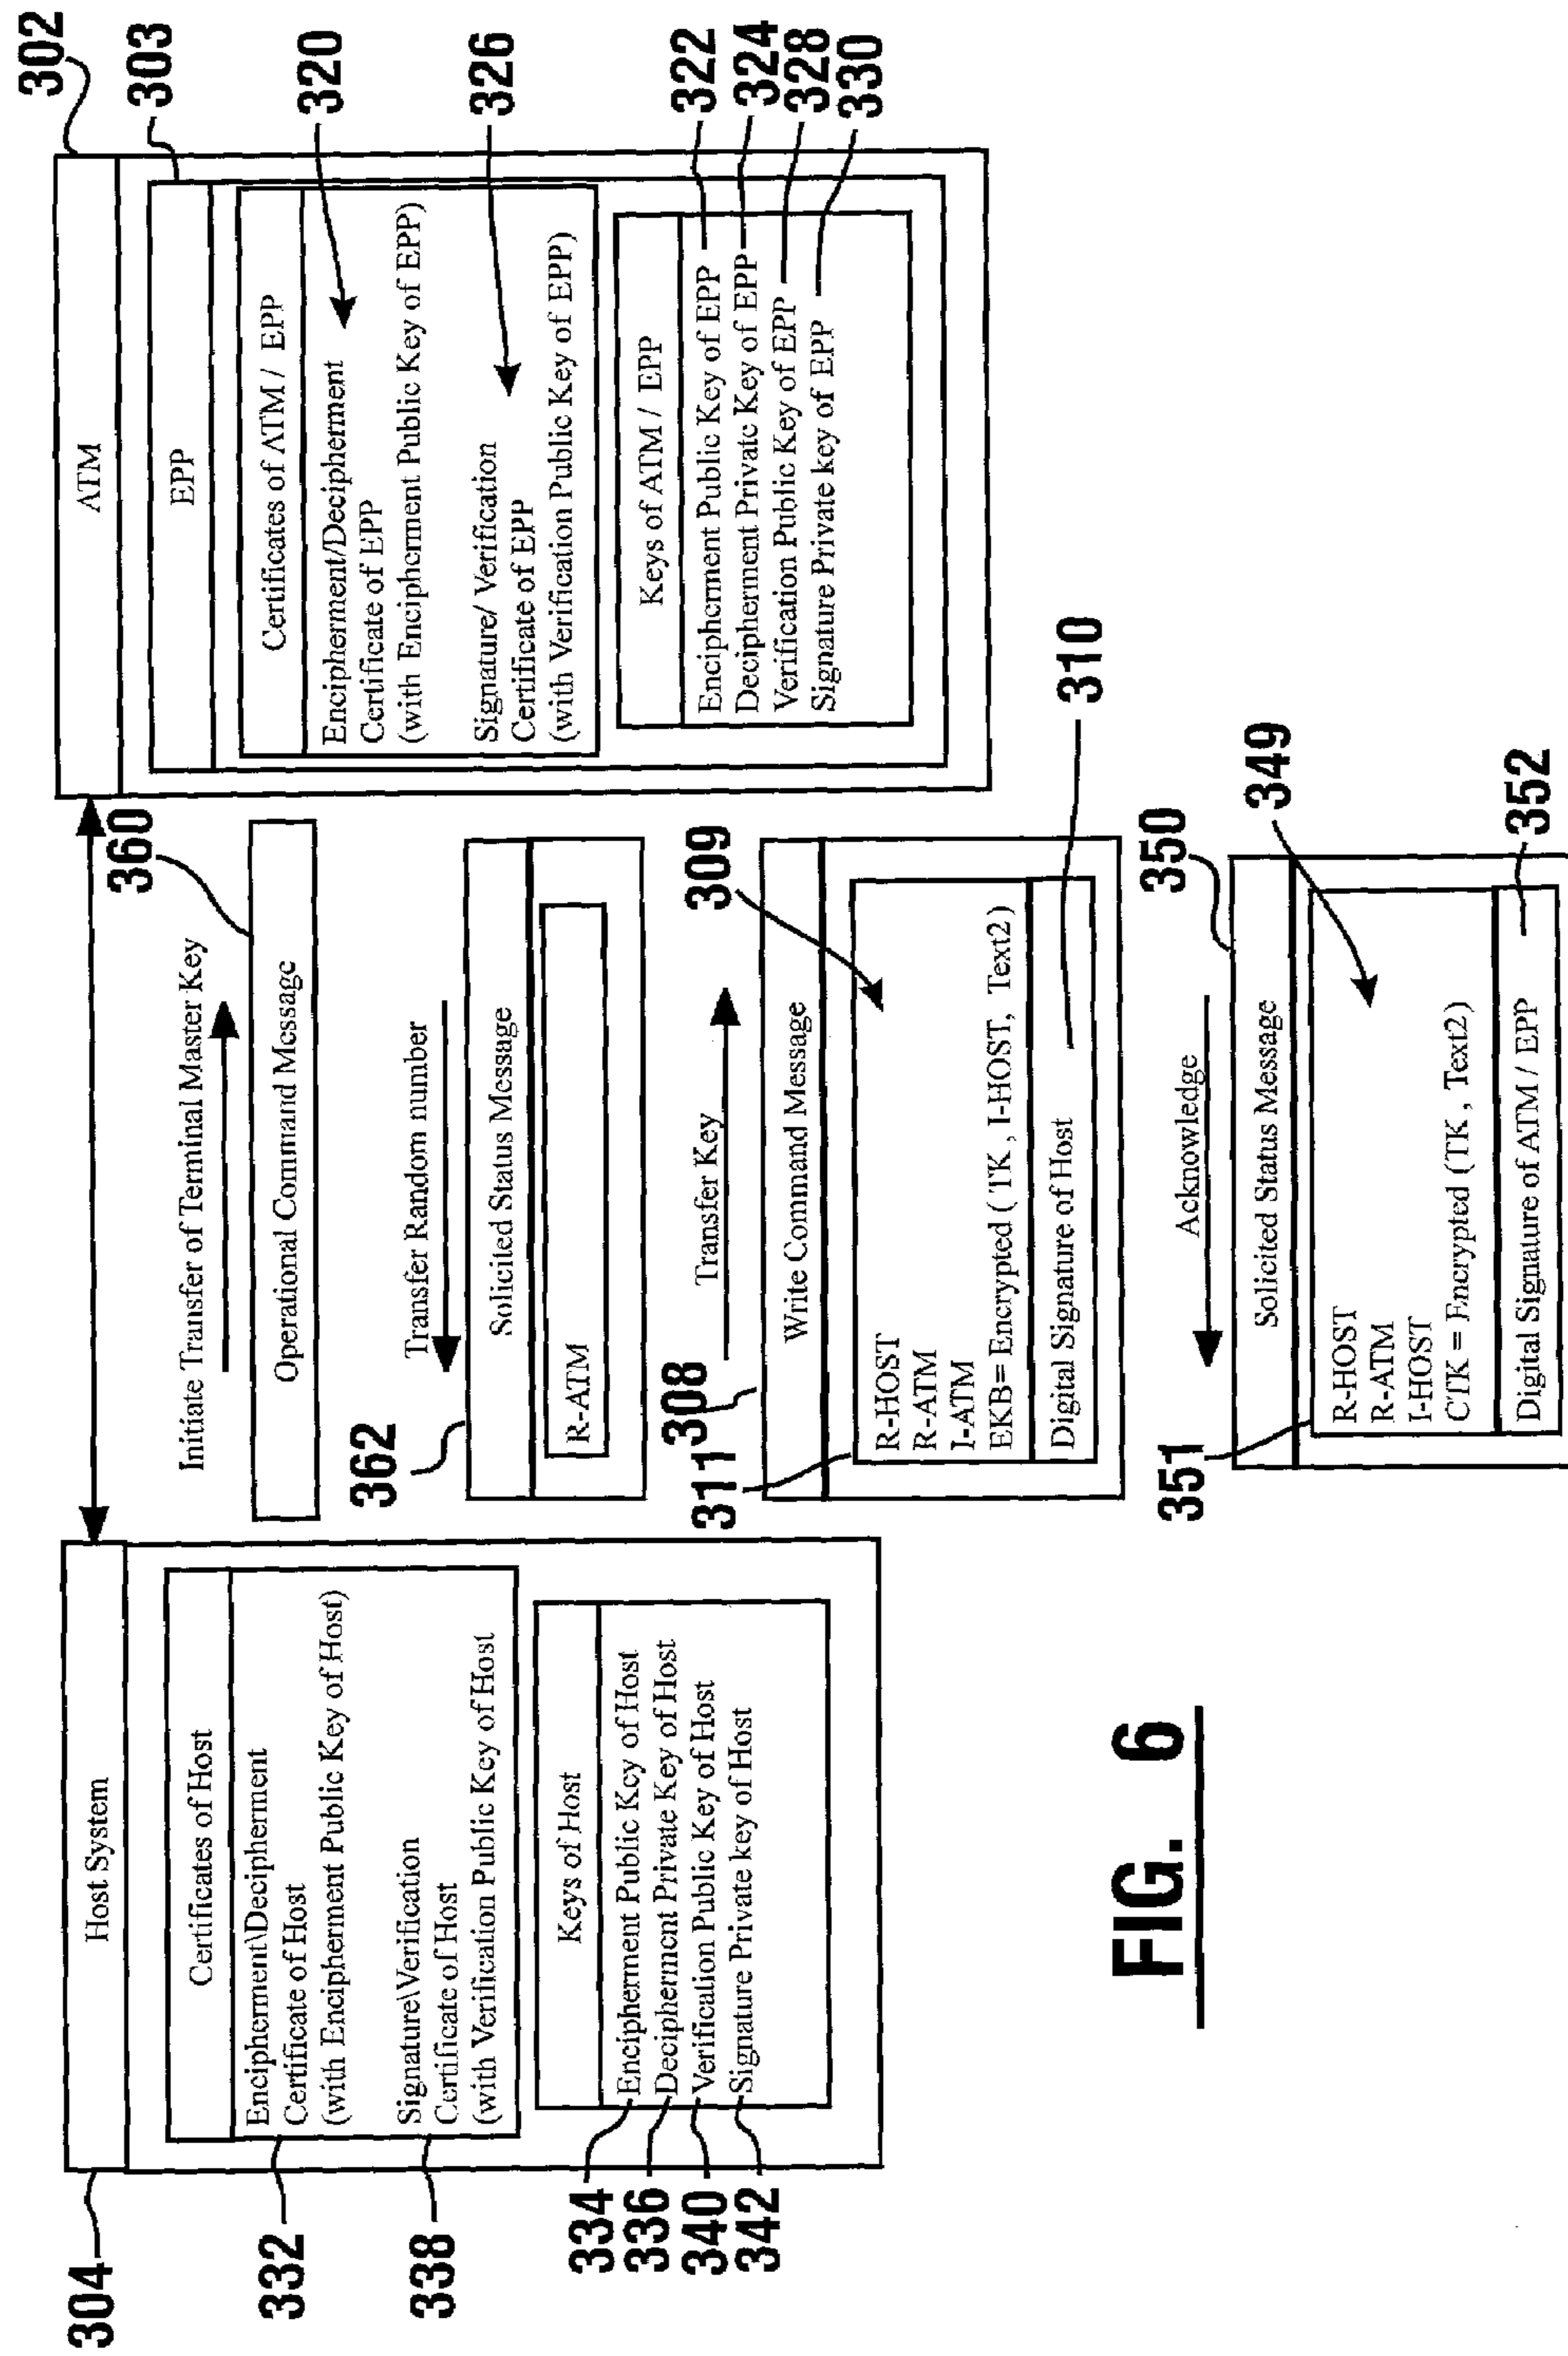 304
Host System
Certificates of Host
332
Encipherment\Decipherment
Certificate of Host
(with Encipherment Public Key of Host)
338
Signature\Verification
Certificate of Host
(with Verification Public Key of Host
Keys of Host
334
Encipherment Public Key of Host
336
Decipherment Private Key of Host
340
Verification Public Key of Host
342
Signature Private key of Host
Initiate Transfer of Terminal Master Key
360
Operational Command Message
Transfer Random number
362
Solicited Status Message
R-ATM
Transfer Key
308
Write Command Message
309
311
R-HOST
R-ATM
I-ATM
EKB= Encrypted ( TK , I-HOST, Text2)
Digital Signature of Host
310
Acknowledge
350
Solicited Status Message
349
351
R-HOST
R-ATM
I-HOST
CTK = Encrypted ( TK , Text2)
Digital Signature of ATM / EPP
352
302
ATM
303
EPP
Certificates of ATM / EPP
320
Encipherment/Decipherment
Certificate of EPP
(with Encipherment Public Key of EPP)
326
Signature/ Verification
Certificate of EPP
(with Verification Public Key of EPP)
Keys of ATM / EPP
Encipherment Public Key of EPP
322
Decipherment Private Key of EPP
324
Verification Public Key of EPP
328
Signature Private key of EPP
330
FIG. 6